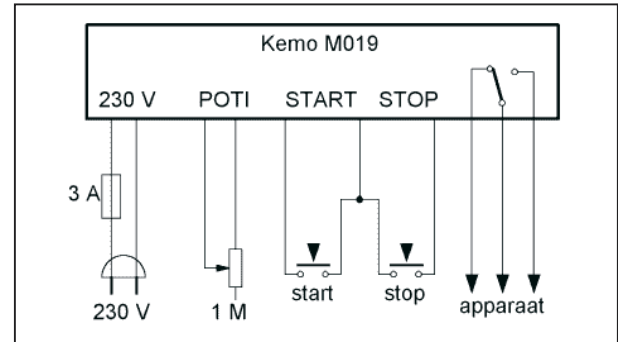 Kemo M019
230 V POTI START STOP
3 A
230 V 1 M start stop apparaat